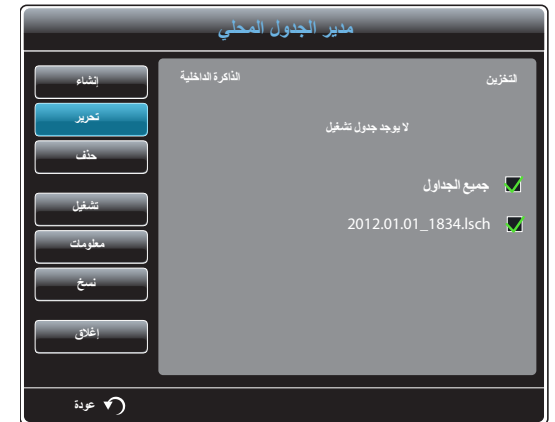 مدير الجدول المحلي
التخزين
الذاكرة الداخلية
لا يوجد جدول تشغيل
جميع الجداول
2012.01.01_1834.lsch
إنشاء
تحرير
حذف
تشغيل
معلومات
نسخ
إغلاق
عودة